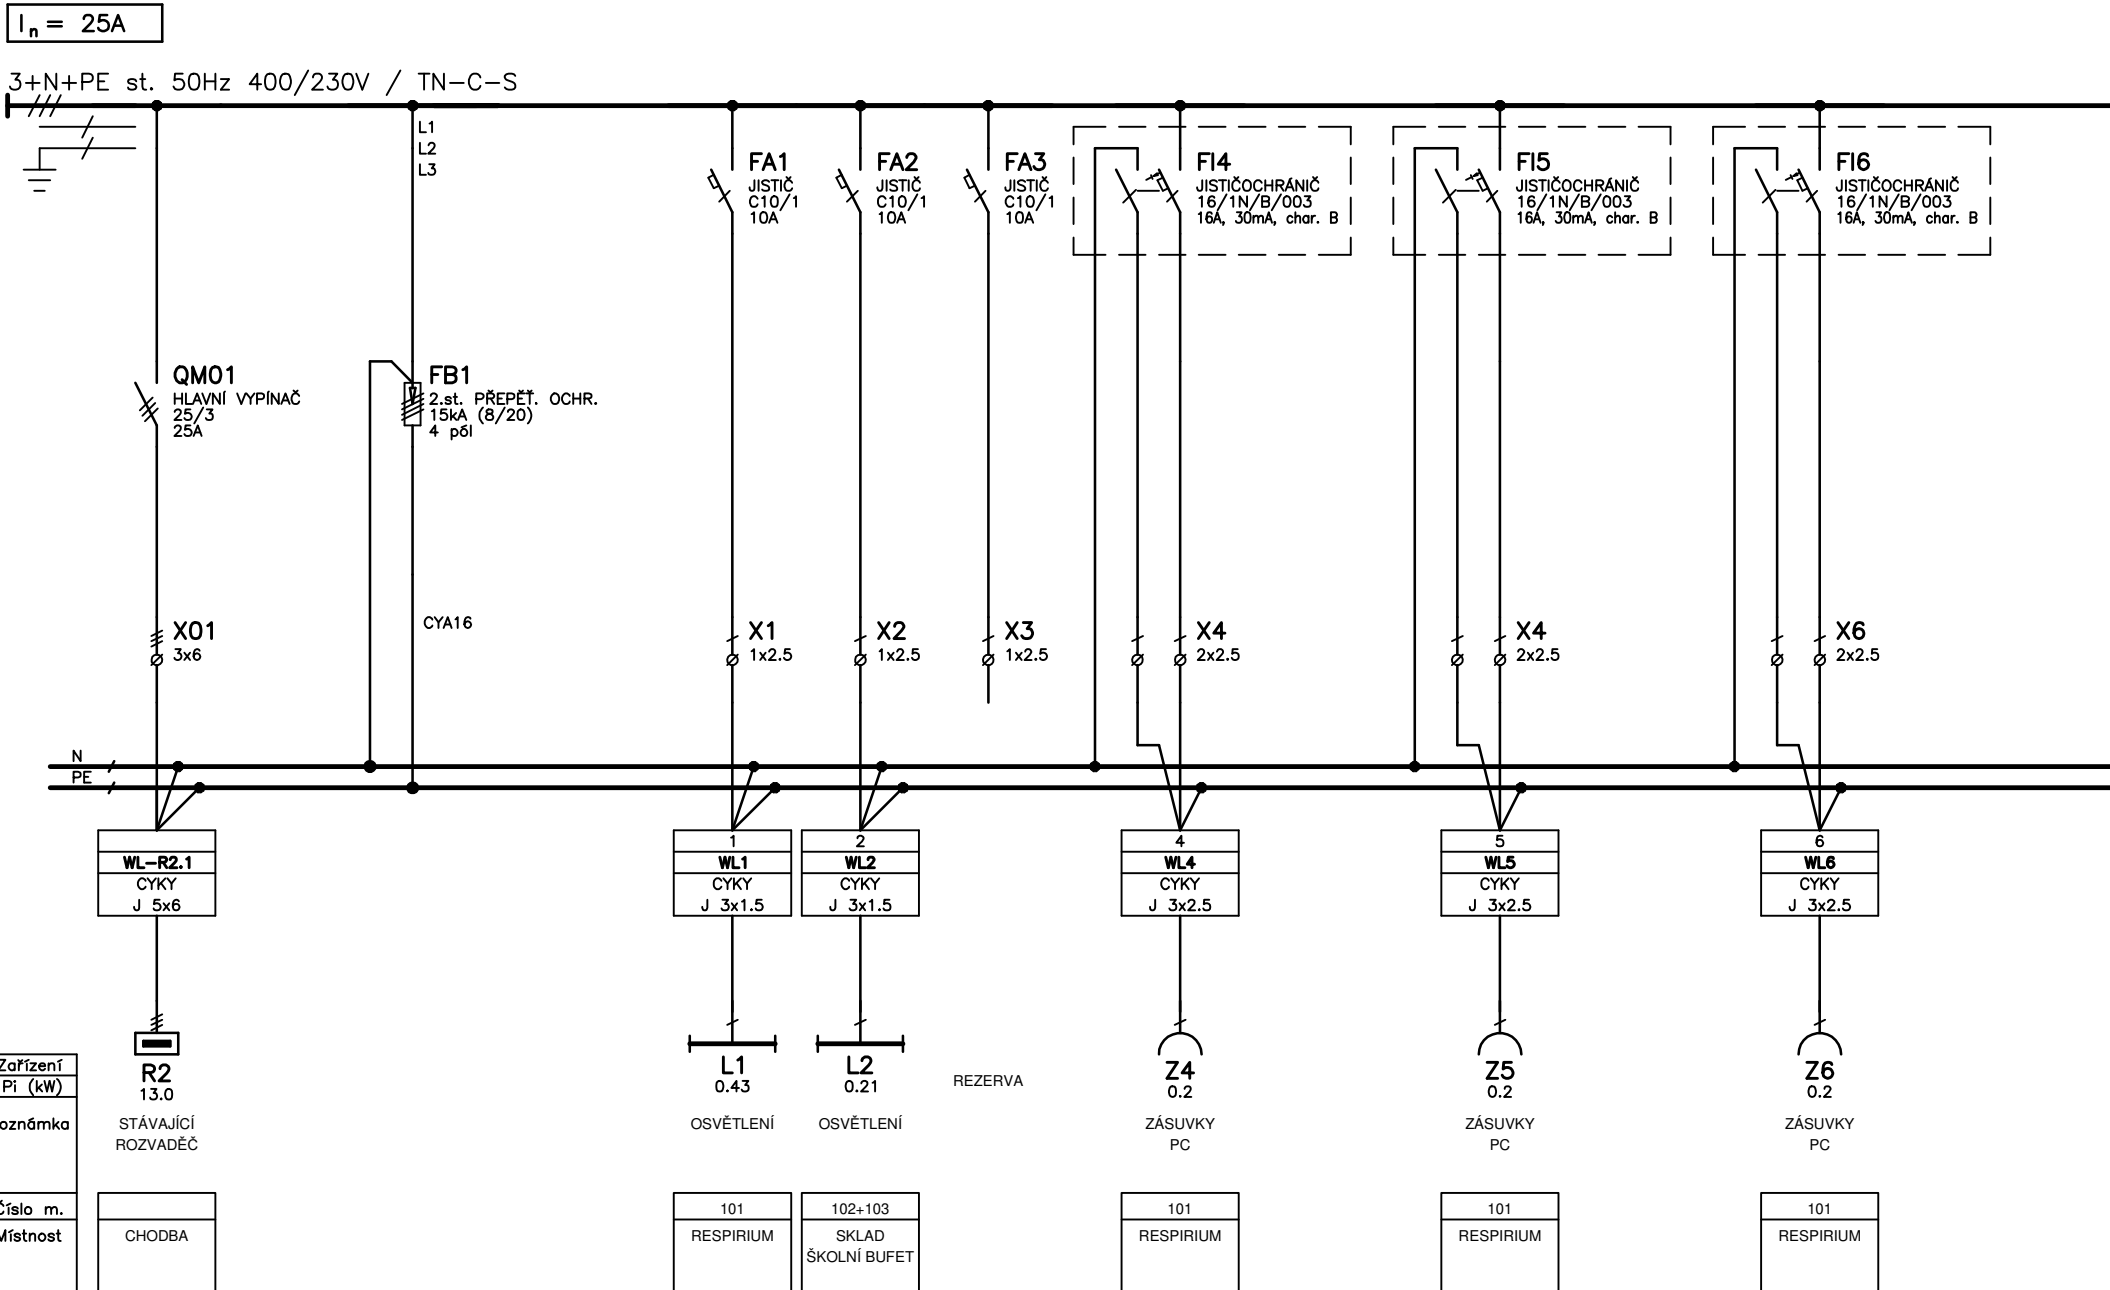 In = 25A
3+N+PE st. 50Hz 400/230V / TN-C-S
L1
L2
L3
FA1
JISTIČ
C10/1
10A
FA2
JISTIČ
C10/1
10A
FA3
JISTIČ
C10/1
10A
FI4
JISTIČOCHRÁNIČ
16/1N/B/003
16A, 30mA, char. B
FI5
JISTIČOCHRÁNIČ
16/1N/B/003
16A, 30mA, char. B
FI6
JISTIČOCHRÁNIČ
16/1N/B/003
16A, 30mA, char. B
QM01
HLAVNÍ VYPÍNAČ
25/3
25A
FB1
2.st. PŘEPĚŤ. OCHR.
15kA (8/20)
4 pól
CYA16
X01
3x6
X1
1x2.5
X2
1x2.5
X3
1x2.5
X4
2x2.5
X4
2x2.5
X6
2x2.5
N
PE
WL-R2.1
CYKY
J 5x6
1
WL1
CYKY
J 3x1.5
2
WL2
CYKY
J 3x1.5
4
WL4
CYKY
J 3x2.5
5
WL5
CYKY
J 3x2.5
6
WL6
CYKY
J 3x2.5
Zařízení
Pi (kW)
oznámka
Číslo m.
Místnost
R2
13.0
STÁVAJÍCÍ
ROZVADĚČ
CHODBA
L1
0.43
OSVĚTLENÍ
101
RESPIRIUM
L2
0.21
OSVĚTLENÍ
102+103
SKLAD
ŠKOLNÍ BUFET
REZERVA
Z4
0.2
ZÁSUVKY
PC
101
RESPIRIUM
Z5
0.2
ZÁSUVKY
PC
101
RESPIRIUM
Z6
0.2
ZÁSUVKY
PC
101
RESPIRIUM